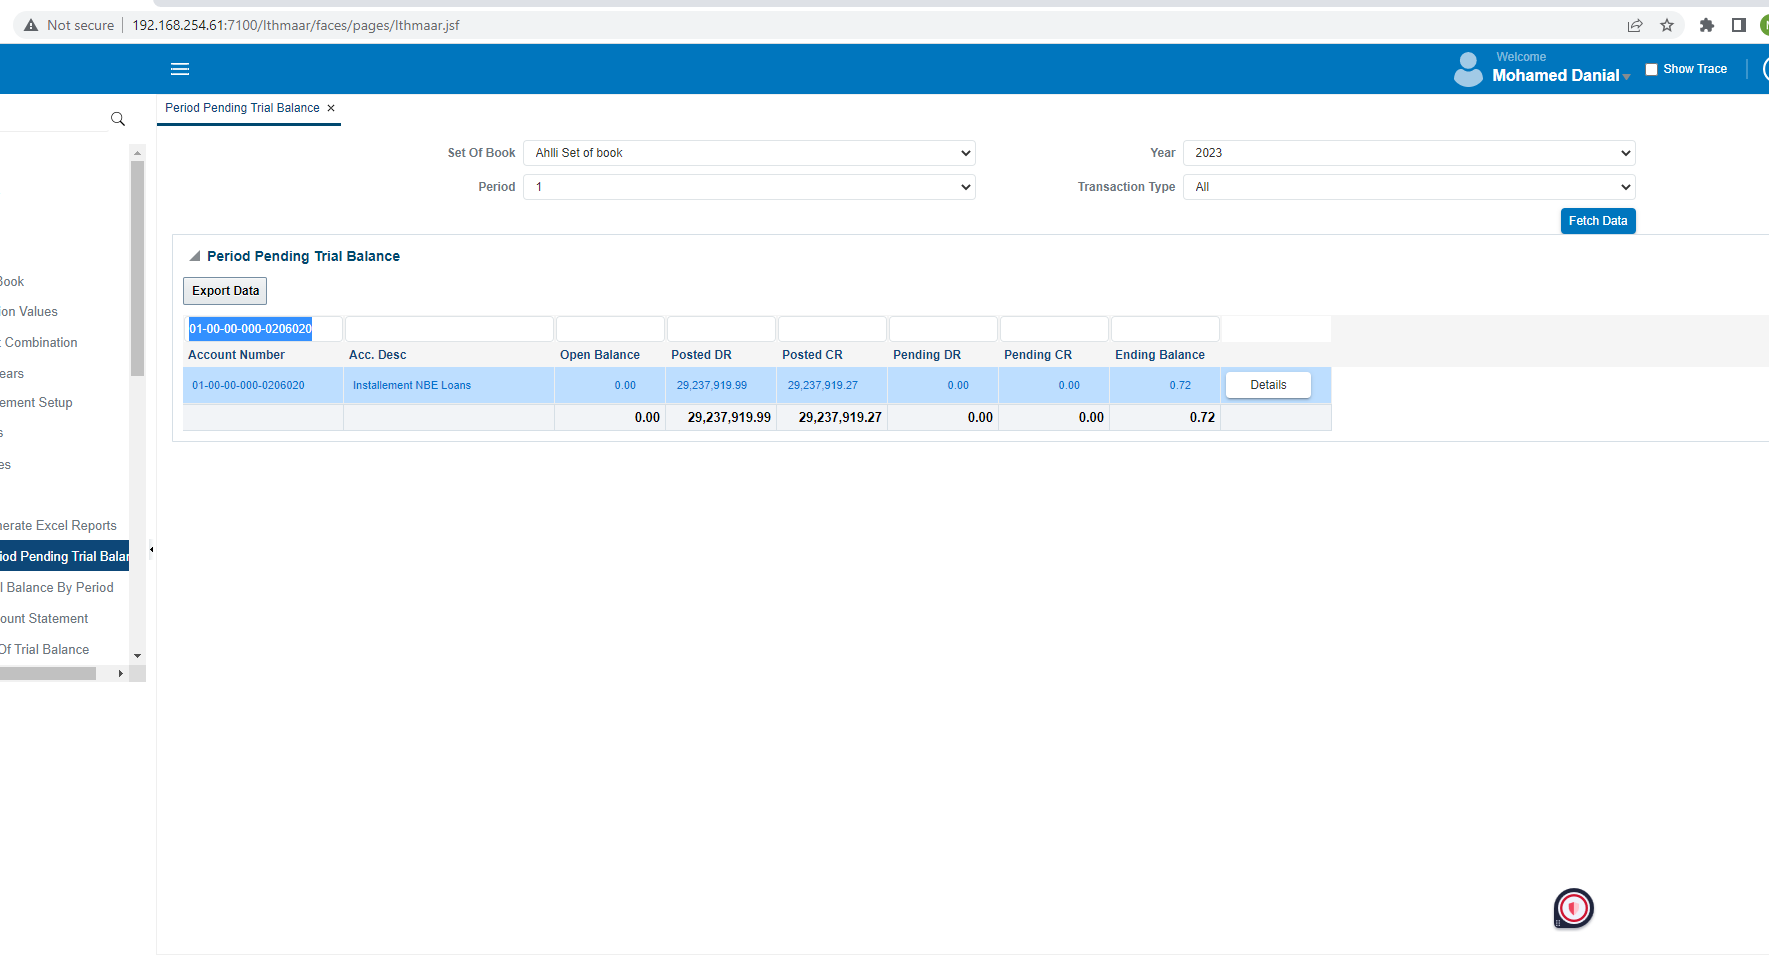 Not secure 192.168.254.61:7100/Ithmaar/faces/pages/Ithmaar.jsf
Welcome
Mohamed Danial
Show Trace
Period Pending Trial Balance ×
Set Of Book Ahlli Set of book Year 2023
Period 1 Transaction Type All
Fetch Data
Period Pending Trial Balance
Export Data
01-00-00-000-0206020
Account Number Acc. Desc Open Balance Posted DR Posted CR Pending DR Pending CR Ending Balance
01-00-00-000-0206020 Installement NBE Loans 0.00 29,237,919.99 29,237,919.27 0.00 0.00 0.72 Details
0.00 29,237,919.99 29,237,919.27 0.00 0.00 0.72
Book
ion Values
Combination
ears
ement Setup
s
es
nerate Excel Reports
iod Pending Trial Balan
l Balance By Period
ount Statement
Of Trial Balance